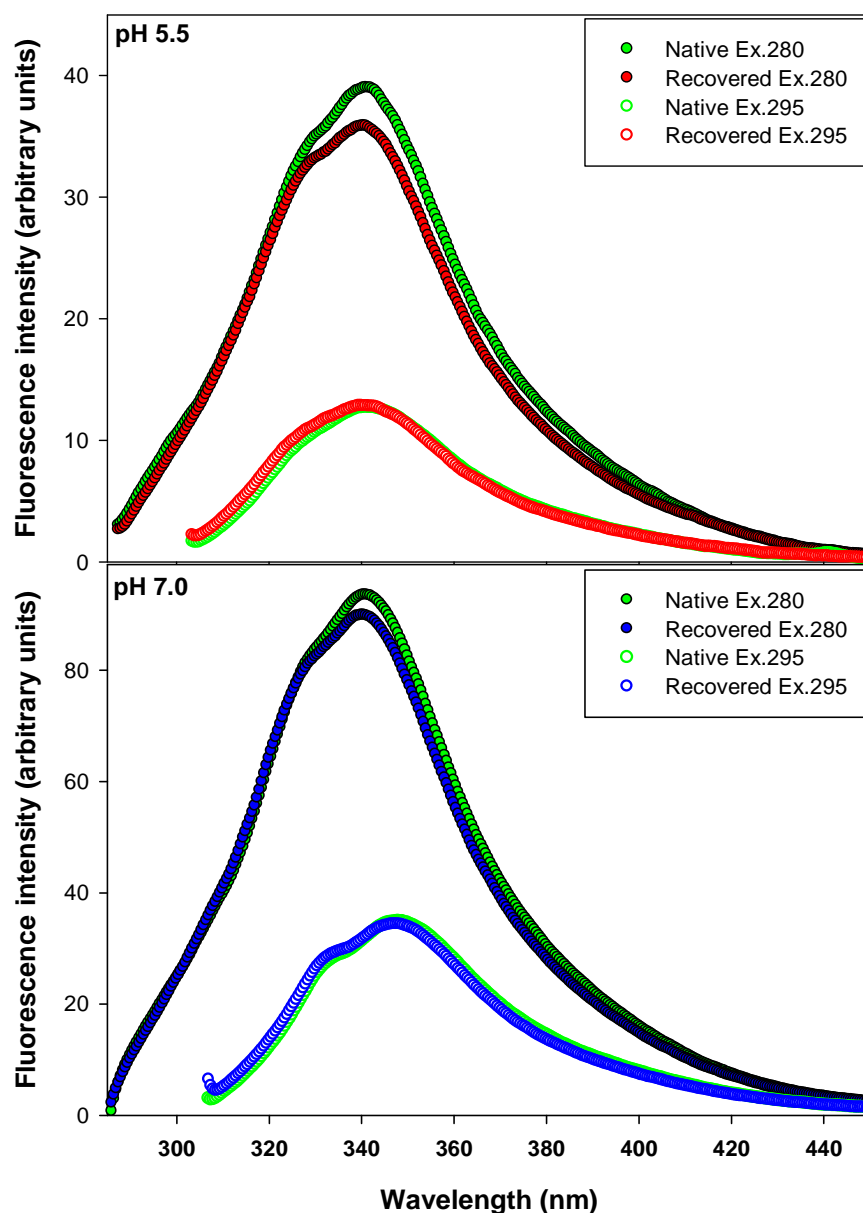 pH 5.5
Native Ex.280
Recovered Ex.280
Native Ex.295
Recovered Ex.295
Fluorescence intensity (arbitrary units)
40
30
20
10
0
pH 7.0
Native Ex.280
Recovered Ex.280
Native Ex.295
Recovered Ex.295
Fluorescence intensity (arbitrary units)
80
60
40
20
0
300 320 340 360 380 400 420 440
Wavelength (nm)